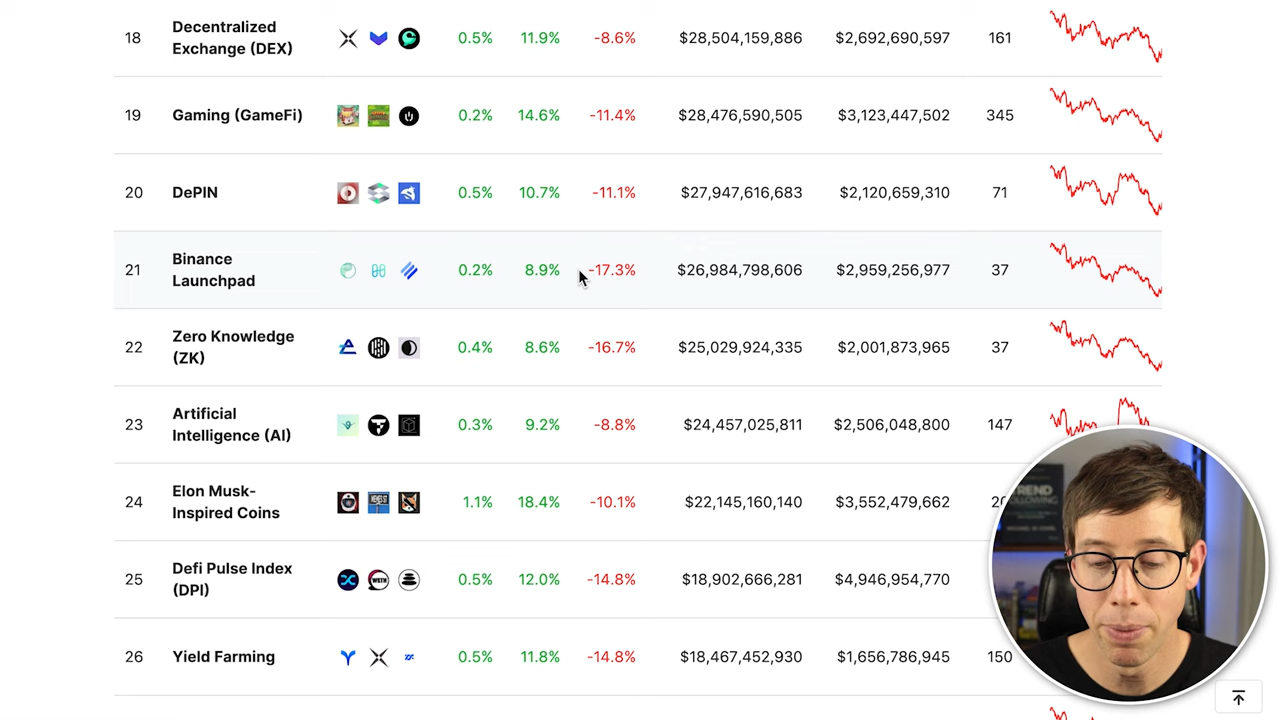 18 Decentralized Exchange (DEX) 0.5% 11.9% -8.6% $28,504,159,886 $2,692,690,597 161
19 Gaming (GameFi) 0.2% 14.6% -11.4% $28,476,590,505 $3,123,447,502 345
20 DePIN 0.5% 10.7% -11.1% $27,947,616,683 $2,120,659,310 71
21 Binance Launchpad 0.2% 8.9% -17.3% $26,984,798,606 $2,959,256,977 37
22 Zero Knowledge (ZK) 0.4% 8.6% -16.7% $25,029,924,335 $2,001,873,965 37
23 Artificial Intelligence (AI) 0.3% 9.2% -8.8% $24,457,025,811 $2,506,048,800 147
24 Elon Musk-Inspired Coins 1.1% 18.4% -10.1% $22,145,160,140 $3,552,479,662
25 Defi Pulse Index (DPI) 0.5% 12.0% -14.8% $18,902,666,281 $4,946,954,770
26 Yield Farming 0.5% 11.8% -14.8% $18,467,452,930 $1,656,786,945 150
TREND
FOLLOWING